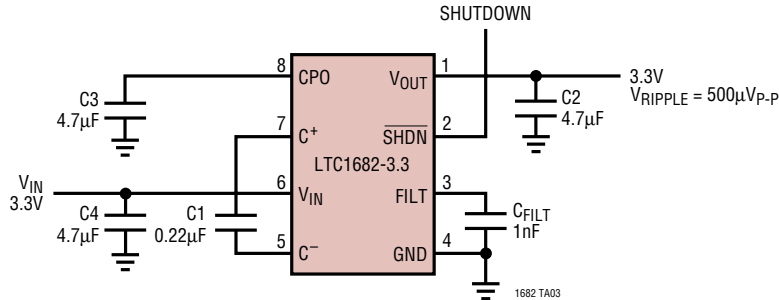 SHUTDOWN
8 CPO
VOUT 1
3.3V
VRIPPLE = 500µVP-P
C3
4.7µF
C2
4.7µF
7 C+
SHDN 2
LTC1682-3.3
VIN
3.3V
6 VIN
FILT 3
C4
4.7µF
C1
0.22µF
CFILT
1nF
5 C–
GND 4
1682 TA03